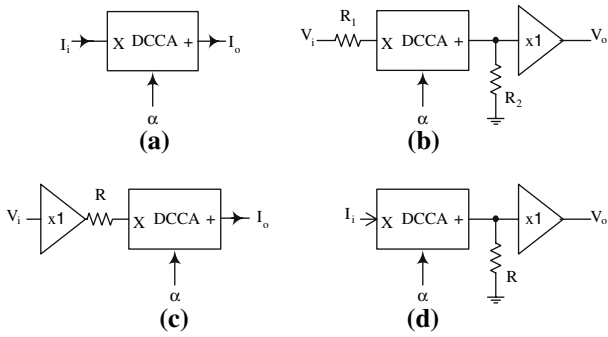 I_i X DCCA + I_o
α
(a)
V_i R_1 X DCCA + x1 V_o
R_2
α
(b)
V_i x1 R X DCCA + I_o
α
(c)
I_i X DCCA + x1 V_o
R
α
(d)